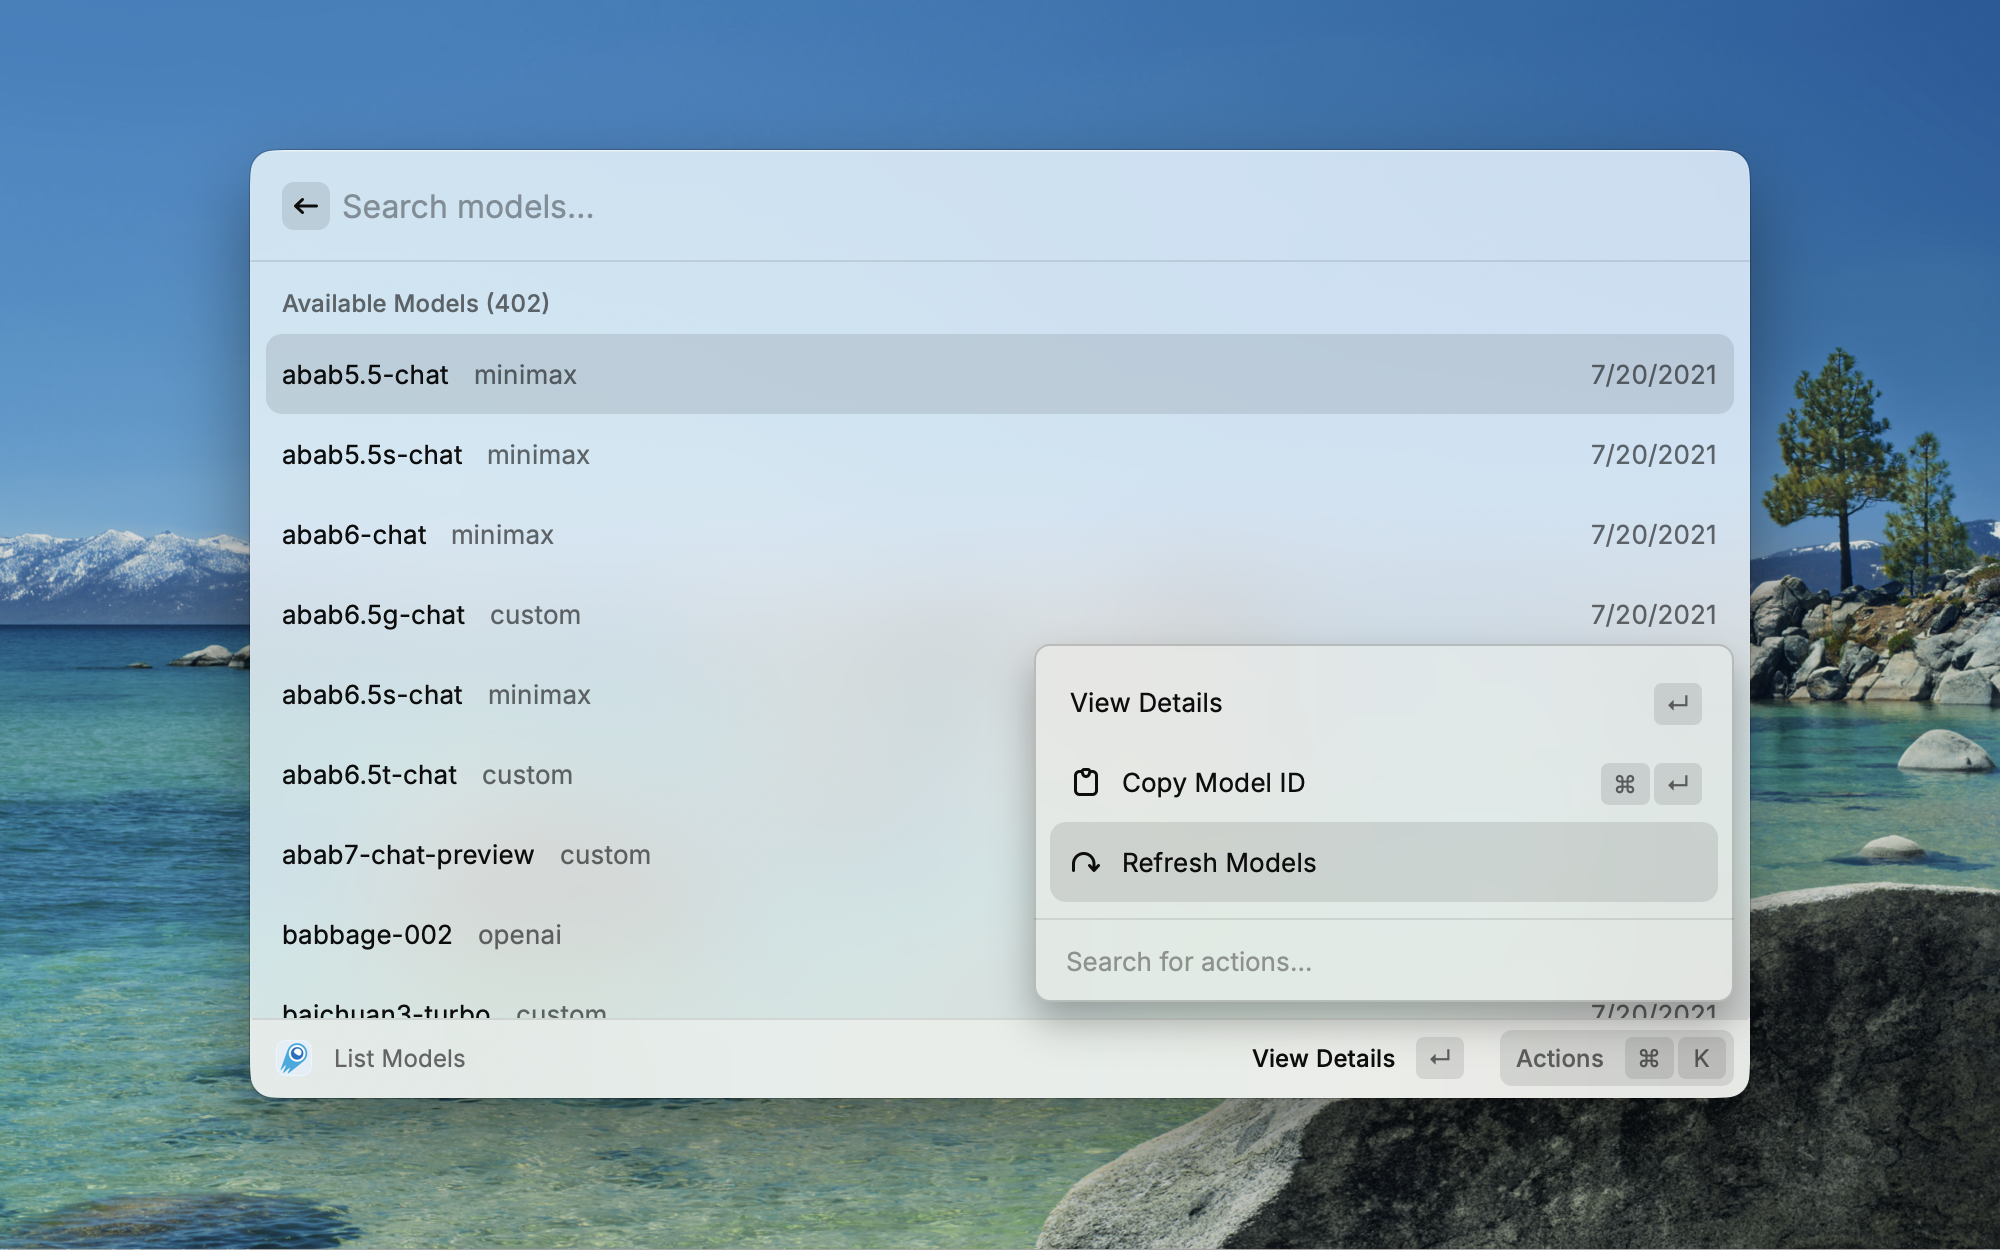 Search models...
Available Models (402)
abab5.5-chat minimax 7/20/2021
abab5.5s-chat minimax 7/20/2021
abab6-chat minimax 7/20/2021
abab6.5g-chat custom 7/20/2021
abab6.5s-chat minimax
abab6.5t-chat custom
abab7-chat-preview custom
babbage-002 openai
baichuan3-turbo custom 7/20/2021
View Details ↵
Copy Model ID ⌘ ↵
Refresh Models
Search for actions...
List Models View Details ↵ Actions ⌘ K